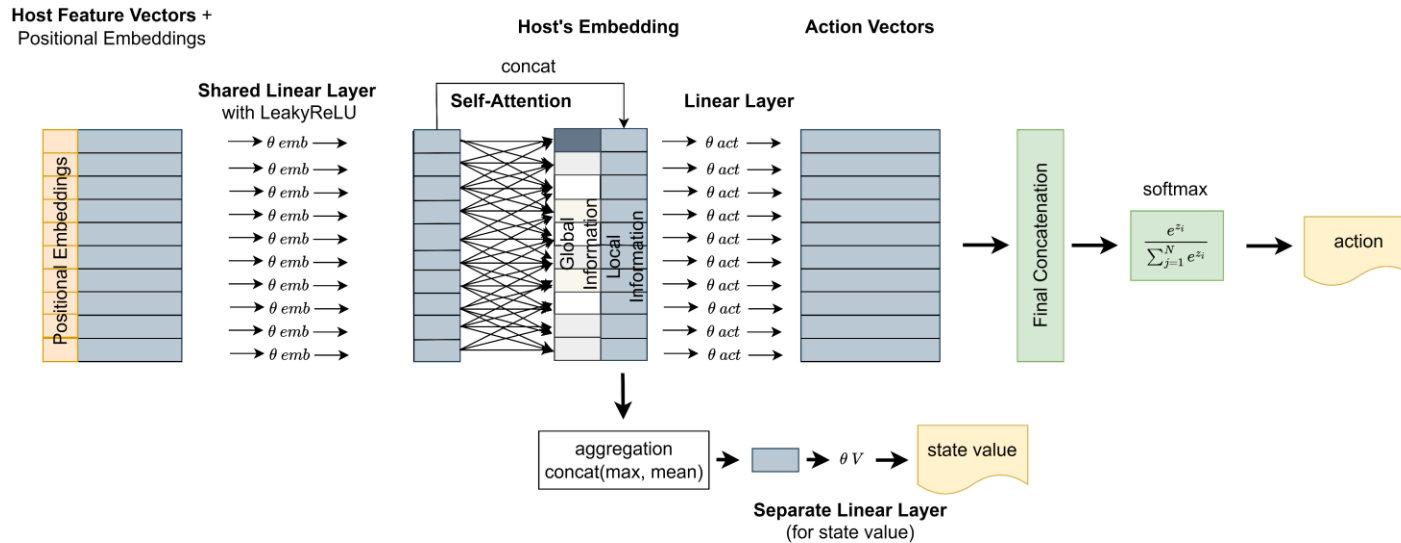 Host Feature Vectors +
Positional Embeddings
Host's Embedding
Action Vectors
concat
Shared Linear Layer
with LeakyReLU
Self-Attention
Linear Layer
Positional Embeddings
θ emb
θ emb
θ emb
θ emb
θ emb
θ emb
θ emb
θ emb
θ emb
θ emb
Global
Information
Local
Information
θ act
θ act
θ act
θ act
θ act
θ act
θ act
θ act
θ act
θ act
Final Concatenation
softmax
e^{z_i}
∑_{j=1}^{N} e^{z_i}
action
aggregation
concat(max, mean)
θ V
state value
Separate Linear Layer
(for state value)